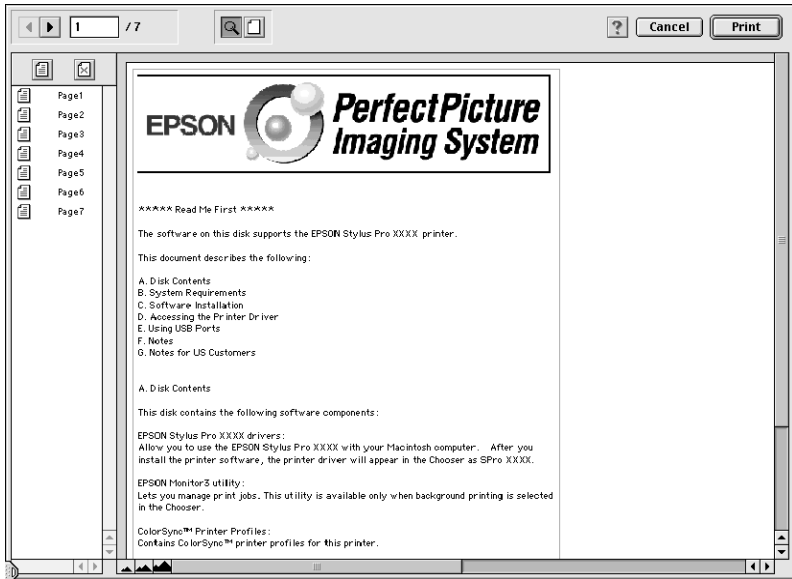 1 / 7
? Cancel Print
Page1
Page2
Page3
Page4
Page5
Page6
Page7
EPSON PerfectPicture
Imaging System
***** Read Me First *****
The software on this disk supports the EPSON Stylus Pro XXXX printer.
This document describes the following:
A. Disk Contents
B. System Requirements
C. Software Installation
D. Accessing the Printer Driver
E. Using USB Ports
F. Notes
G. Notes for US Customers
A. Disk Contents
This disk contains the following software components:
EPSON Stylus Pro XXXX drivers:
Allow you to use the EPSON Stylus Pro XXXX with your Macintosh computer. After you
install the printer software, the printer driver will appear in the Chooser as SPro XXXX.
EPSON Monitor3 utility:
Lets you manage print jobs. This utility is available only when background printing is selected
in the Chooser.
ColorSync™ Printer Profiles:
Contains ColorSync™ printer profiles for this printer.